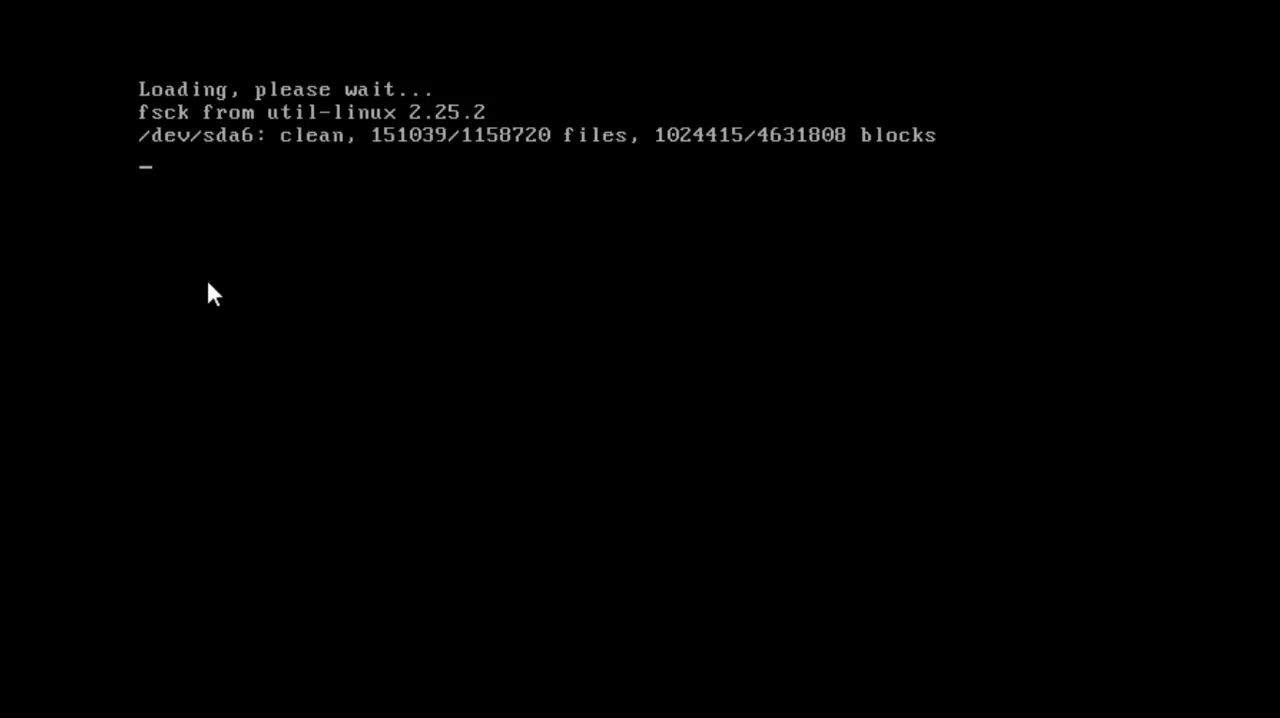 Loading, please wait...
fsck from util-linux 2.25.2
/dev/sda6: clean, 151039/1158720 files, 1024415/4631808 blocks